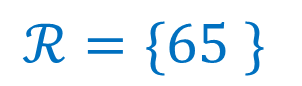 ℛ = {65 }